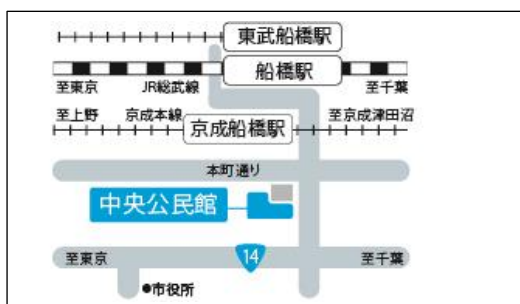 東武船橋駅
船橋駅
至東京 JR総武線 至千葉
至上野 京成本線 至京成津田沼
京成船橋駅
本町通り
中央公民館
至東京 14 至千葉
●市役所